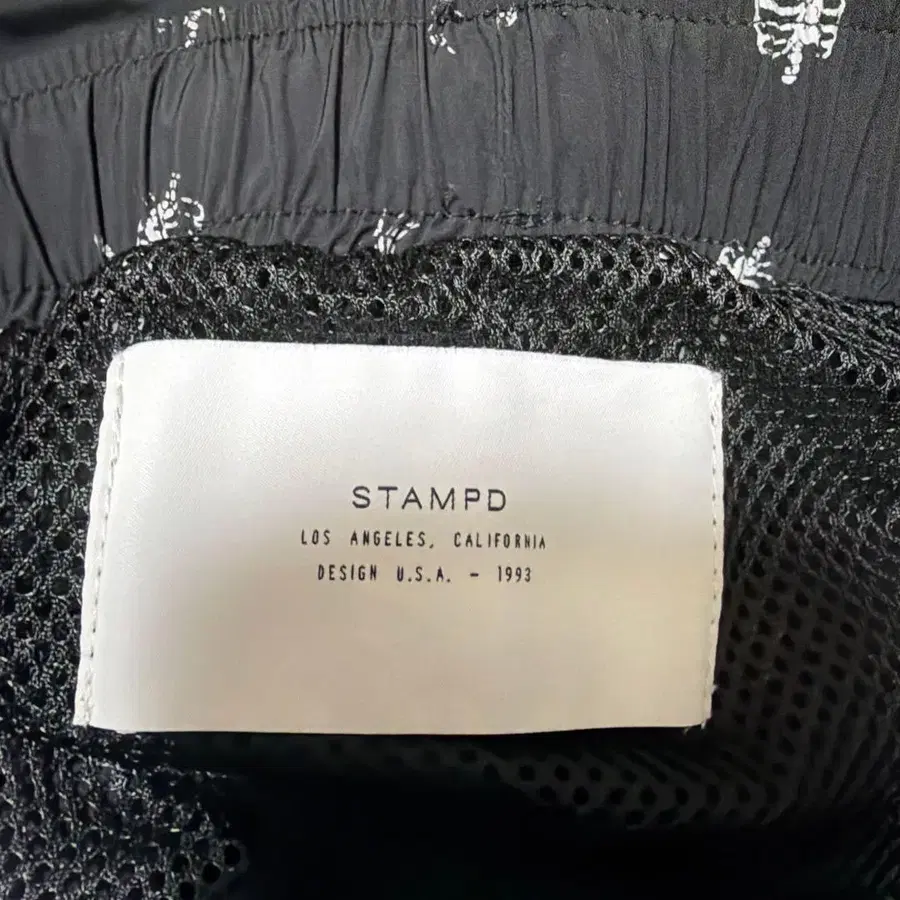 STAMPD
LOS ANGELES, CALIFORNIA
DESIGN U.S.A. - 1993